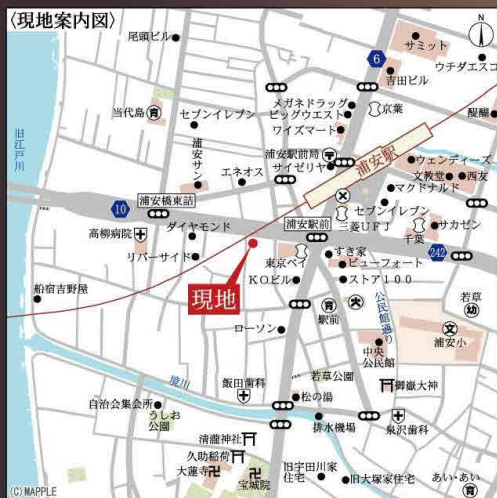 〈現地案内図〉
尾頭ビル
サミット
N
6
ウチダエスコ
吉田ビル
旧江戸川
当代島
育
セブンイレブン
メガネドラッグ
ビッグウエスト
京葉
醍醐
ワイズマート
浦安サン
浦安駅前局
サイゼリヤ
浦安駅
エネオス
ウェンディーズ
文教堂
西友
マクドナルド
10
浦安橋東詰
セブンイレブン
三菱UFJ
サカゼン
千葉
高柳病院
ダイヤモンド
浦安駅前
242
リバーサイド
東京ベイ
すき家
ビューフォート
現地
KOビル
ストア100
船宿吉野屋
若草
幼
公民館通り
育
駅前
文
浦安小
ローソン
中央
公民館
境川
飯田歯科
若草公園
御嶽大神
自治会集会所
うしお
公園
松の湯
排水機場
泉沢歯科
清瀧神社
久助稲荷
大蓮寺
宝城院
旧宇田川家
住宅
旧大塚家住宅
あい・あい
育
(C)MAPPLE